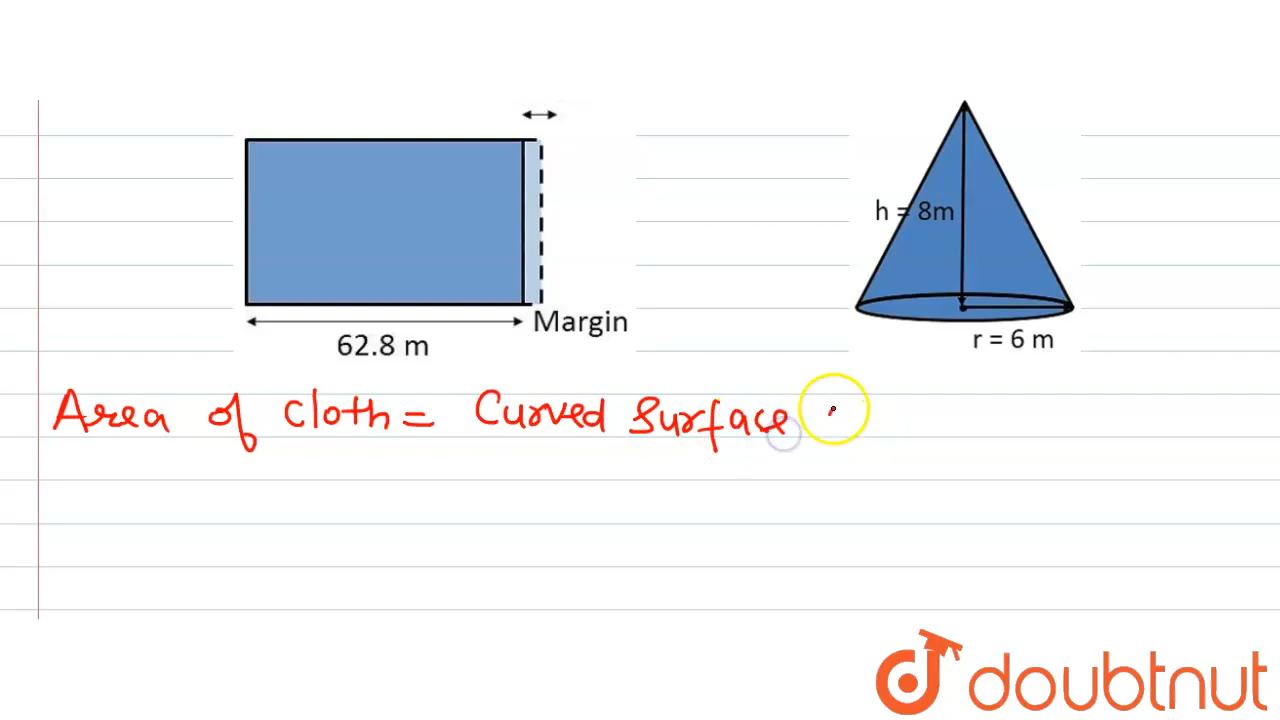 h = 8m
Margin
62.8 m
r = 6 m
Area of cloth = Curved Surface
doubtnut